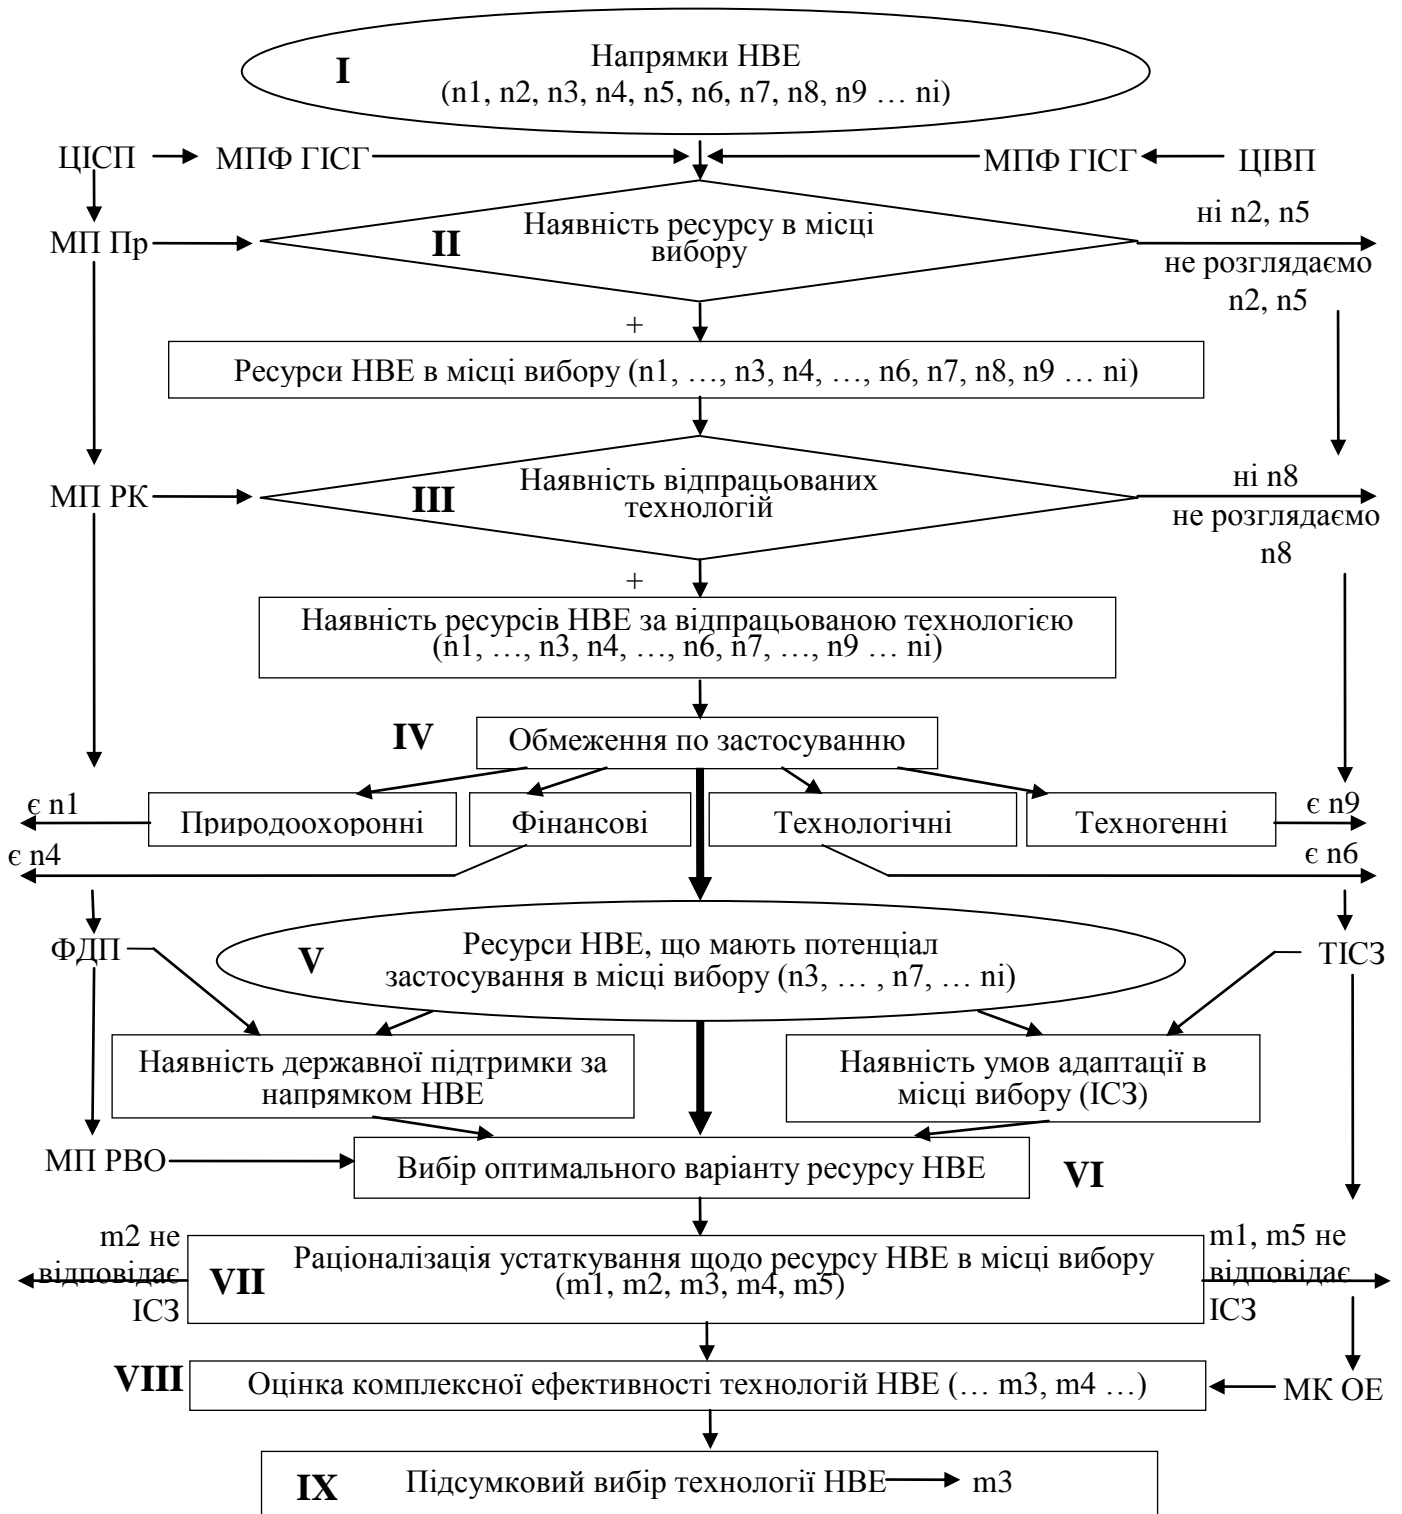 I
Напрямки НВЕ
(n1, n2, n3, n4, n5, n6, n7, n8, n9 … ni)
ЦІСП
МПФ ГІСГ
МПФ ГІСГ
ЦІВП
МП Пр
II
Наявність ресурсу в місці
вибору
ні n2, n5
не розглядаємо
n2, n5
+
Ресурси НВЕ в місці вибору (n1, …, n3, n4, …, n6, n7, n8, n9 … ni)
МП РК
III
Наявність відпрацьованих
технологій
ні n8
не розглядаємо
n8
+
Наявність ресурсів НВЕ за відпрацьованою технологією
(n1, …, n3, n4, …, n6, n7, …, n9 … ni)
IV
Обмеження по застосуванню
є n1
Природоохоронні
Фінансові
Технологічні
Техногенні
є n9
є n4
є n6
ФДП
V
Ресурси НВЕ, що мають потенціал
застосування в місці вибору (n3, … , n7, … ni)
ТІСЗ
Наявність державної підтримки за
напрямком НВЕ
Наявність умов адаптації в
місці вибору (ІСЗ)
МП РВО
Вибір оптимального варіанту ресурсу НВЕ
VI
m2 не
відповідає
ІСЗ
VII
Раціоналізація устаткування щодо ресурсу НВЕ в місці вибору
(m1, m2, m3, m4, m5)
m1, m5 не
відповідає
ІСЗ
VIII
Оцінка комплексної ефективності технологій НВЕ (… m3, m4 …)
МК ОЕ
IX
Підсумковий вибір технології НВЕ
m3